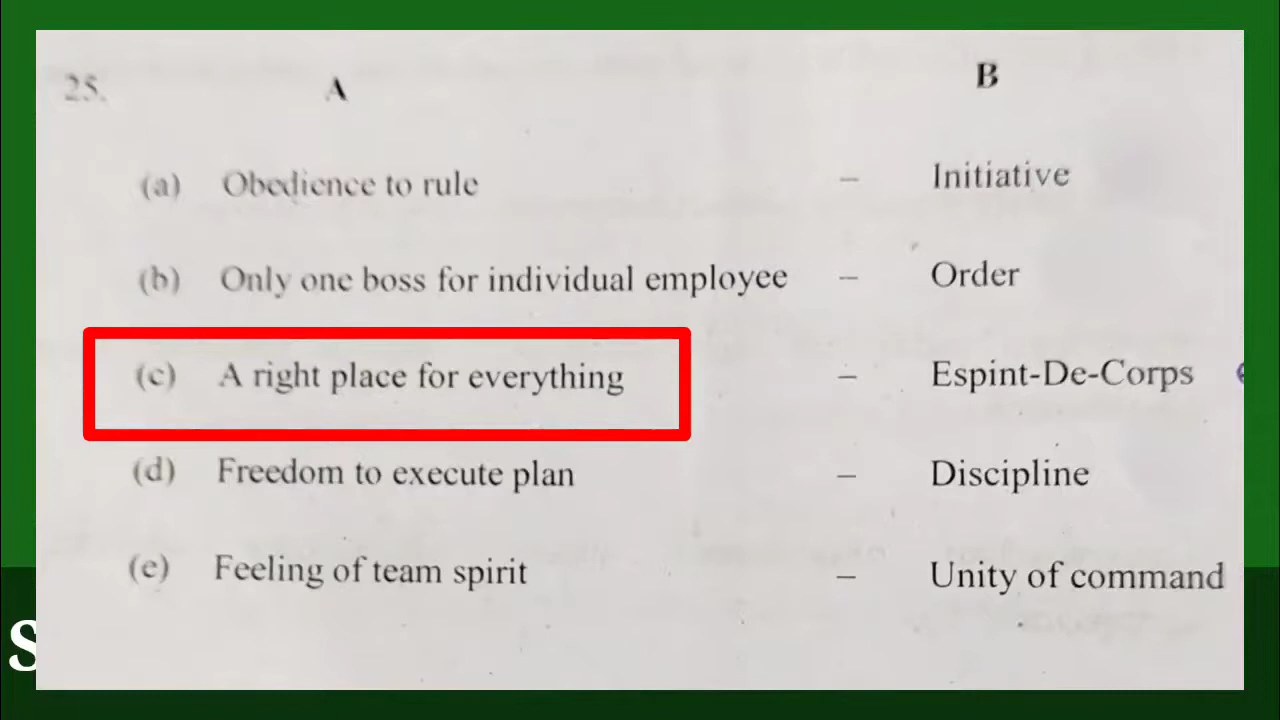 25. A B
(a) Obedience to rule – Initiative
(b) Only one boss for individual employee – Order
(c) A right place for everything – Espint-De-Corps
(d) Freedom to execute plan – Discipline
(e) Feeling of team spirit – Unity of command
S